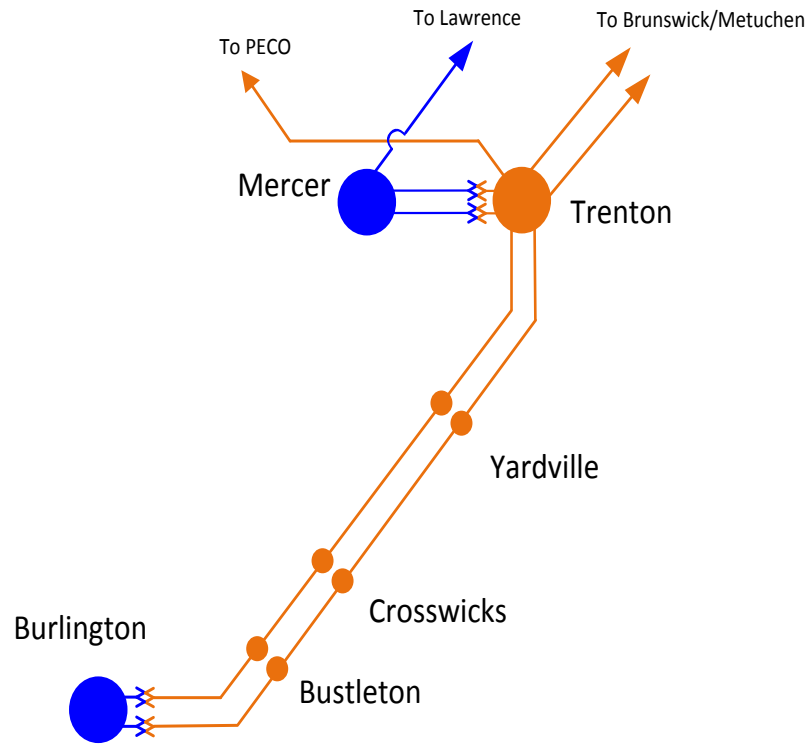 To Lawrence
To Brunswick/Metuchen
To PECO
Mercer
Trenton
Yardville
Crosswicks
Burlington
Bustleton